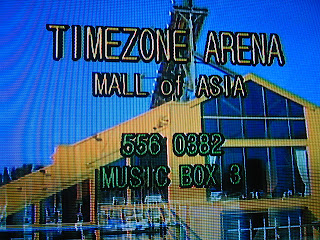 TIMEZONE ARENA
MALL of ASIA
556 0382
MUSIC BOX 3